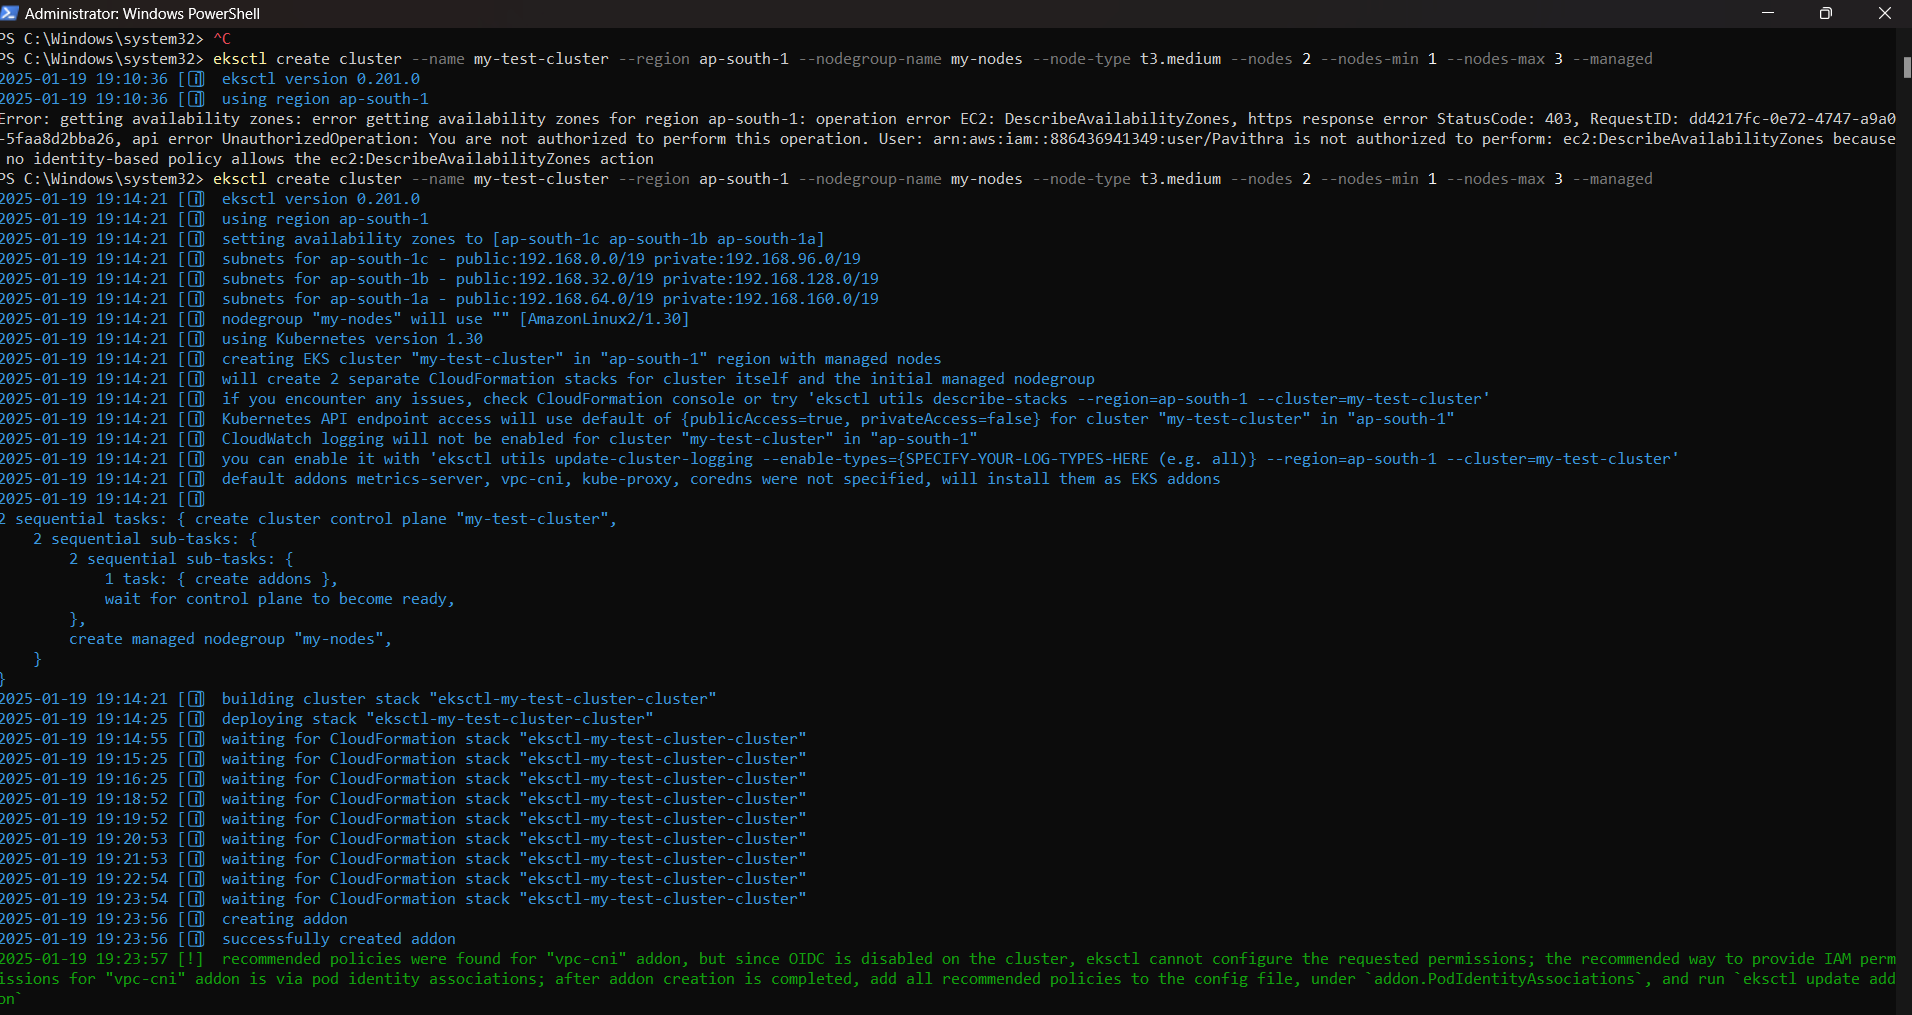 Administrator: Windows PowerShell
PS C:\Windows\system32> ^C
PS C:\Windows\system32> eksctl create cluster --name my-test-cluster --region ap-south-1 --nodegroup-name my-nodes --node-type t3.medium --nodes 2 --nodes-min 1 --nodes-max 3 --managed
2025-01-19 19:10:36 [ℹ]  eksctl version 0.201.0
2025-01-19 19:10:36 [ℹ]  using region ap-south-1
Error: getting availability zones: error getting availability zones for region ap-south-1: operation error EC2: DescribeAvailabilityZones, https response error StatusCode: 403, RequestID: dd4217fc-0e72-4747-a9a0
-5faa8d2bba26, api error UnauthorizedOperation: You are not authorized to perform this operation. User: arn:aws:iam::886436941349:user/Pavithra is not authorized to perform: ec2:DescribeAvailabilityZones because
 no identity-based policy allows the ec2:DescribeAvailabilityZones action
PS C:\Windows\system32> eksctl create cluster --name my-test-cluster --region ap-south-1 --nodegroup-name my-nodes --node-type t3.medium --nodes 2 --nodes-min 1 --nodes-max 3 --managed
2025-01-19 19:14:21 [ℹ]  eksctl version 0.201.0
2025-01-19 19:14:21 [ℹ]  using region ap-south-1
2025-01-19 19:14:21 [ℹ]  setting availability zones to [ap-south-1c ap-south-1b ap-south-1a]
2025-01-19 19:14:21 [ℹ]  subnets for ap-south-1c - public:192.168.0.0/19 private:192.168.96.0/19
2025-01-19 19:14:21 [ℹ]  subnets for ap-south-1b - public:192.168.32.0/19 private:192.168.128.0/19
2025-01-19 19:14:21 [ℹ]  subnets for ap-south-1a - public:192.168.64.0/19 private:192.168.160.0/19
2025-01-19 19:14:21 [ℹ]  nodegroup "my-nodes" will use "" [AmazonLinux2/1.30]
2025-01-19 19:14:21 [ℹ]  using Kubernetes version 1.30
2025-01-19 19:14:21 [ℹ]  creating EKS cluster "my-test-cluster" in "ap-south-1" region with managed nodes
2025-01-19 19:14:21 [ℹ]  will create 2 separate CloudFormation stacks for cluster itself and the initial managed nodegroup
2025-01-19 19:14:21 [ℹ]  if you encounter any issues, check CloudFormation console or try 'eksctl utils describe-stacks --region=ap-south-1 --cluster=my-test-cluster'
2025-01-19 19:14:21 [ℹ]  Kubernetes API endpoint access will use default of {publicAccess=true, privateAccess=false} for cluster "my-test-cluster" in "ap-south-1"
2025-01-19 19:14:21 [ℹ]  CloudWatch logging will not be enabled for cluster "my-test-cluster" in "ap-south-1"
2025-01-19 19:14:21 [ℹ]  you can enable it with 'eksctl utils update-cluster-logging --enable-types={SPECIFY-YOUR-LOG-TYPES-HERE (e.g. all)} --region=ap-south-1 --cluster=my-test-cluster'
2025-01-19 19:14:21 [ℹ]  default addons metrics-server, vpc-cni, kube-proxy, coredns were not specified, will install them as EKS addons
2025-01-19 19:14:21 [ℹ]
2 sequential tasks: { create cluster control plane "my-test-cluster",
    2 sequential sub-tasks: {
        2 sequential sub-tasks: {
            1 task: { create addons },
            wait for control plane to become ready,
        },
        create managed nodegroup "my-nodes",
    }
}
2025-01-19 19:14:21 [ℹ]  building cluster stack "eksctl-my-test-cluster-cluster"
2025-01-19 19:14:25 [ℹ]  deploying stack "eksctl-my-test-cluster-cluster"
2025-01-19 19:14:55 [ℹ]  waiting for CloudFormation stack "eksctl-my-test-cluster-cluster"
2025-01-19 19:15:25 [ℹ]  waiting for CloudFormation stack "eksctl-my-test-cluster-cluster"
2025-01-19 19:16:25 [ℹ]  waiting for CloudFormation stack "eksctl-my-test-cluster-cluster"
2025-01-19 19:18:52 [ℹ]  waiting for CloudFormation stack "eksctl-my-test-cluster-cluster"
2025-01-19 19:19:52 [ℹ]  waiting for CloudFormation stack "eksctl-my-test-cluster-cluster"
2025-01-19 19:20:53 [ℹ]  waiting for CloudFormation stack "eksctl-my-test-cluster-cluster"
2025-01-19 19:21:53 [ℹ]  waiting for CloudFormation stack "eksctl-my-test-cluster-cluster"
2025-01-19 19:22:54 [ℹ]  waiting for CloudFormation stack "eksctl-my-test-cluster-cluster"
2025-01-19 19:23:54 [ℹ]  waiting for CloudFormation stack "eksctl-my-test-cluster-cluster"
2025-01-19 19:23:56 [ℹ]  creating addon
2025-01-19 19:23:56 [ℹ]  successfully created addon
2025-01-19 19:23:57 [!]  recommended policies were found for "vpc-cni" addon, but since OIDC is disabled on the cluster, eksctl cannot configure the requested permissions; the recommended way to provide IAM perm
issions for "vpc-cni" addon is via pod identity associations; after addon creation is completed, add all recommended policies to the config file, under `addon.PodIdentityAssociations`, and run `eksctl update add
on`